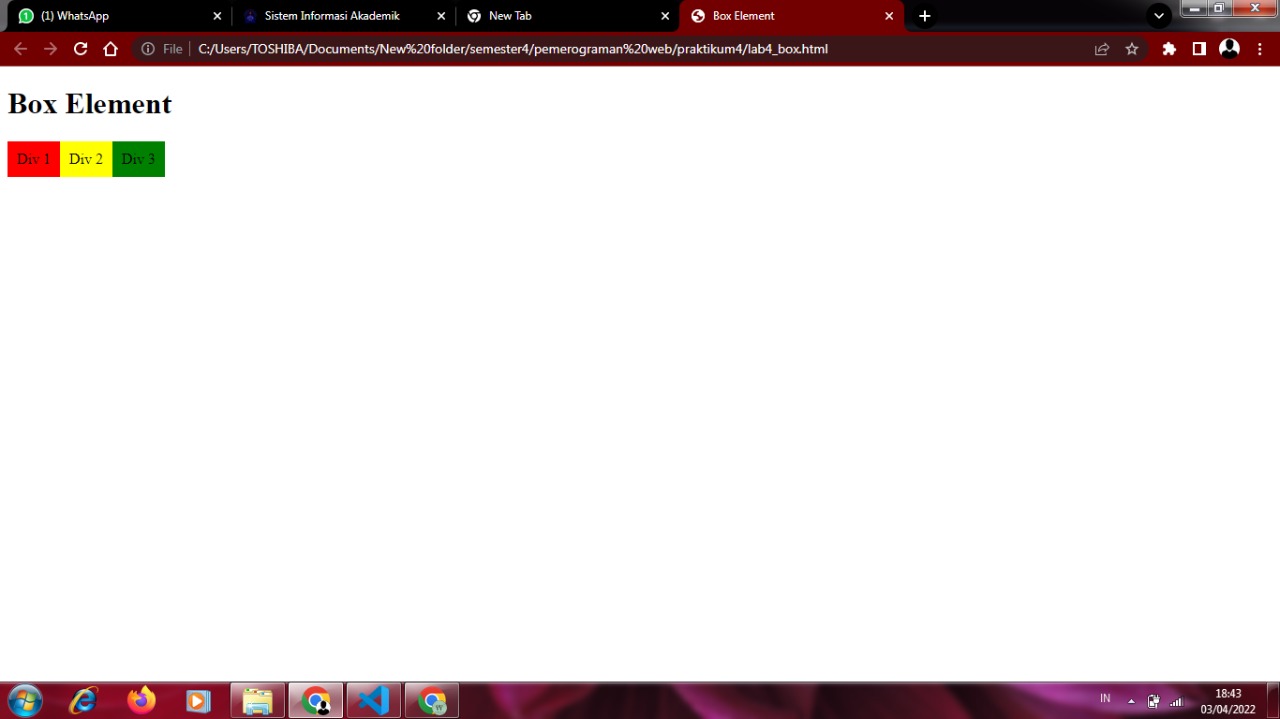 (1) WhatsApp
Sistem Informasi Akademik
New Tab
Box Element
File
C:/Users/TOSHIBA/Documents/New%20folder/semester4/pemerograman%20web/praktikum4/lab4_box.html
Box Element
Div 1 Div 2 Div 3
IN
18:43
03/04/2022